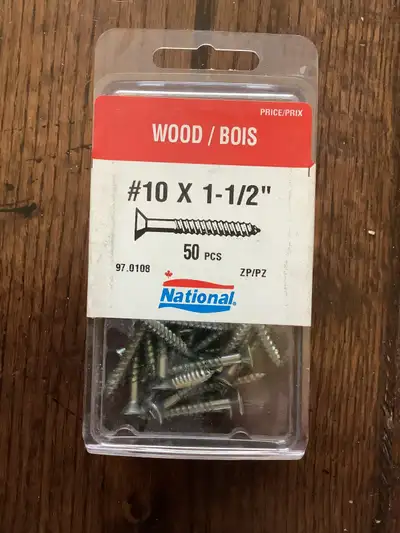 PRICE/PRIX
WOOD / BOIS
#10 X 1-1/2"
50 PCS
97.0108
ZP/PZ
National.